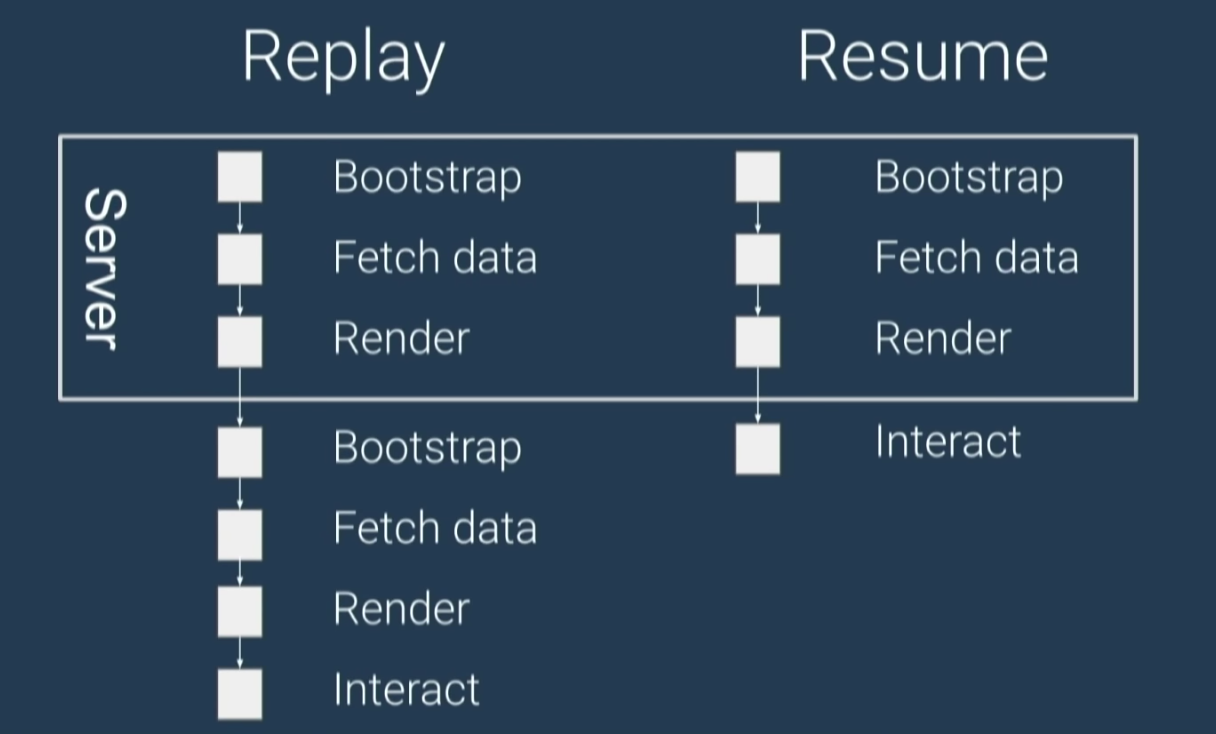 Replay
Resume
Server
Bootstrap
Bootstrap
Fetch data
Fetch data
Render
Render
Bootstrap
Interact
Fetch data
Render
Interact